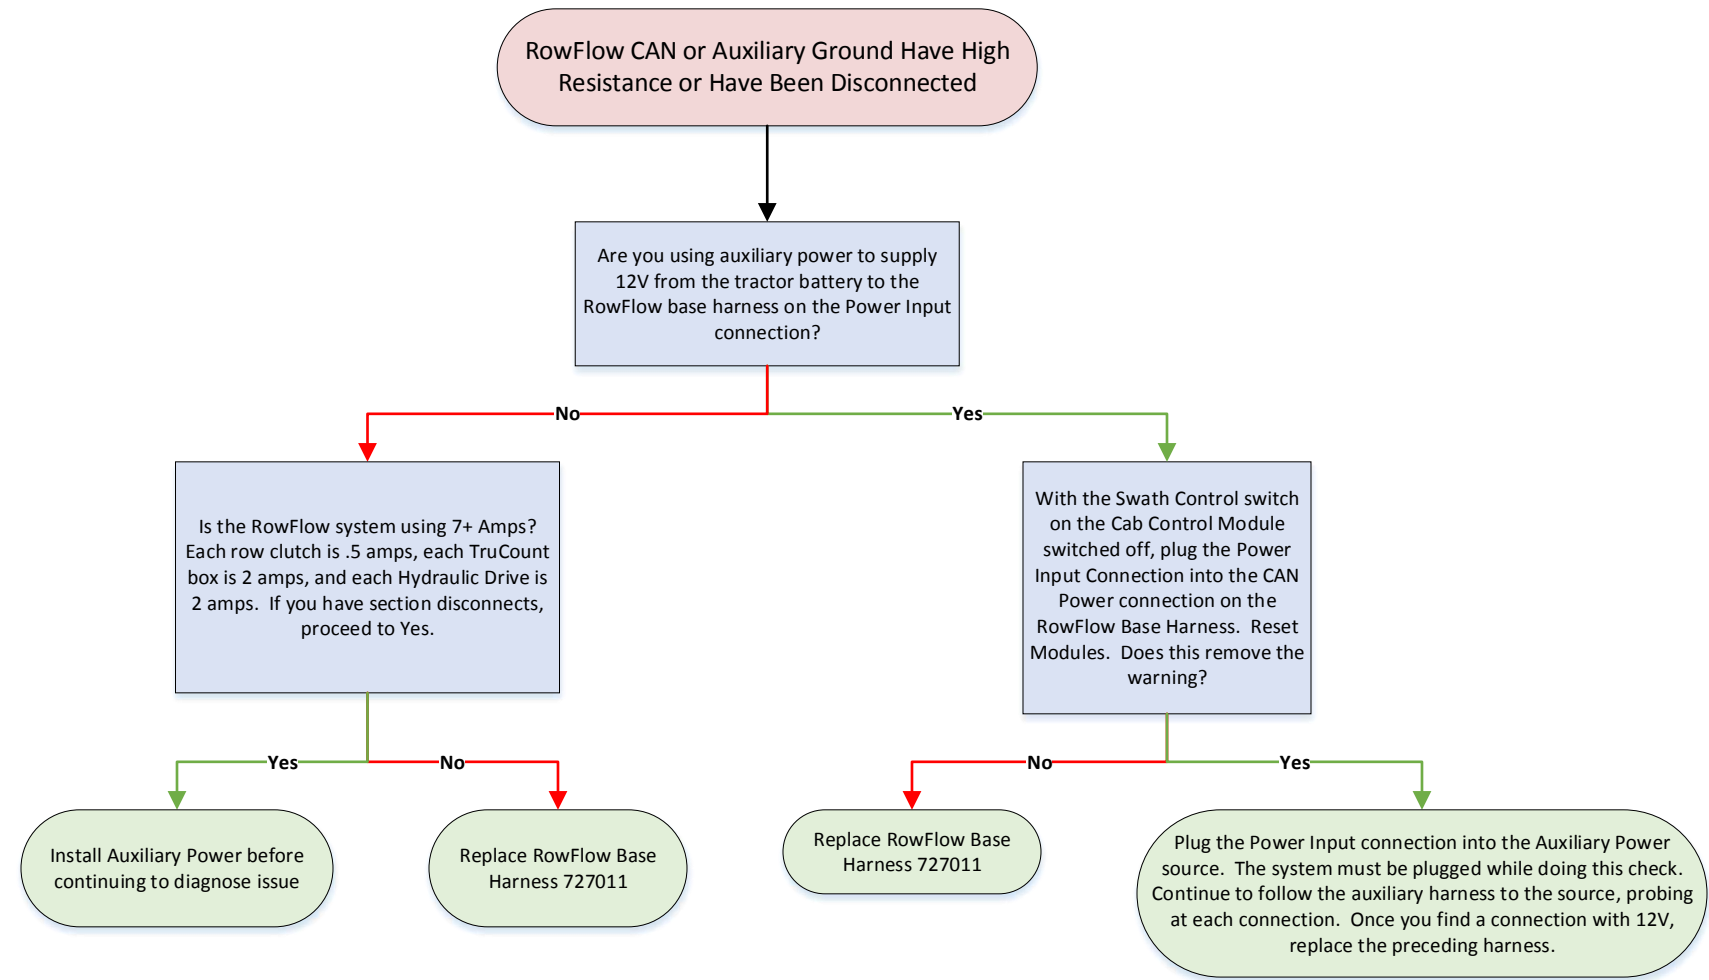 RowFlow CAN or Auxiliary Ground Have High
Resistance or Have Been Disconnected
Are you using auxiliary power to supply
12V from the tractor battery to the
RowFlow base harness on the Power Input
connection?
No
Yes
Is the RowFlow system using 7+ Amps?
Each row clutch is .5 amps, each TruCount
box is 2 amps, and each Hydraulic Drive is
2 amps.  If you have section disconnects,
proceed to Yes.
With the Swath Control switch
on the Cab Control Module
switched off, plug the Power
Input Connection into the CAN
Power connection on the
RowFlow Base Harness.  Reset
Modules.  Does this remove the
warning?
Yes
No
No
Yes
Install Auxiliary Power before
continuing to diagnose issue
Replace RowFlow Base
Harness 727011
Replace RowFlow Base
Harness 727011
Plug the Power Input connection into the Auxiliary Power
source.  The system must be plugged while doing this check.
Continue to follow the auxiliary harness to the source, probing
at each connection.  Once you find a connection with 12V,
replace the preceding harness.